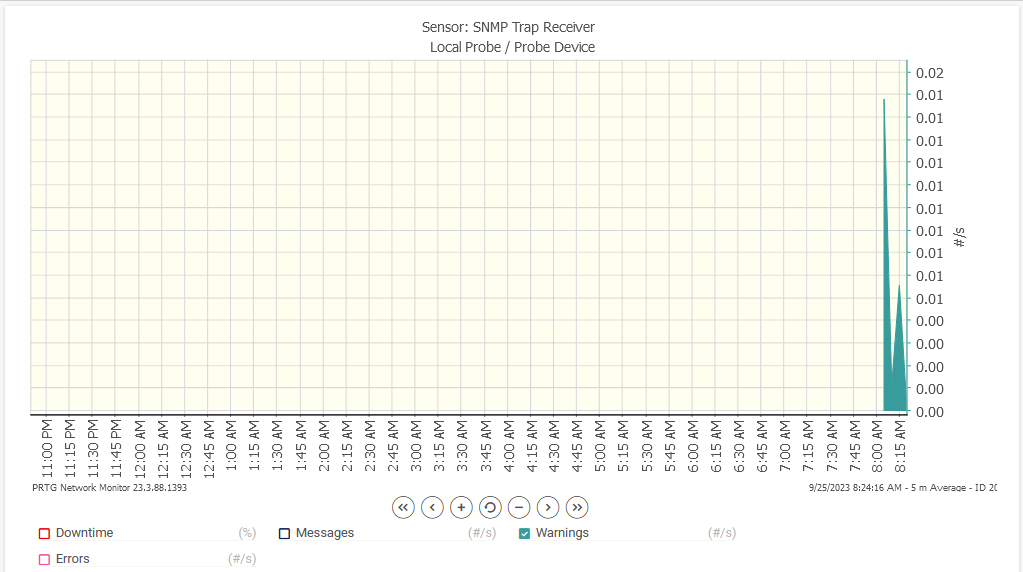 Sensor: SNMP Trap Receiver
Local Probe / Probe Device
0.02
0.01
0.01
0.01
0.01
0.01
0.01
0.01
0.01
0.01
0.01
0.00
0.00
0.00
0.00
0.00
#/s
11:00 PM
11:15 PM
11:30 PM
11:45 PM
12:00 AM
12:15 AM
12:30 AM
12:45 AM
1:00 AM
1:15 AM
1:30 AM
1:45 AM
2:00 AM
2:15 AM
2:30 AM
2:45 AM
3:00 AM
3:15 AM
3:30 AM
3:45 AM
4:00 AM
4:15 AM
4:30 AM
4:45 AM
5:00 AM
5:15 AM
5:30 AM
5:45 AM
6:00 AM
6:15 AM
6:30 AM
6:45 AM
7:00 AM
7:15 AM
7:30 AM
7:45 AM
8:00 AM
8:15 AM
PRTG Network Monitor 23.3.88.1393
9/25/2023 8:24:16 AM - 5 m Average - ID
Downtime (%)
Messages (#/s)
Warnings (#/s)
Errors (#/s)